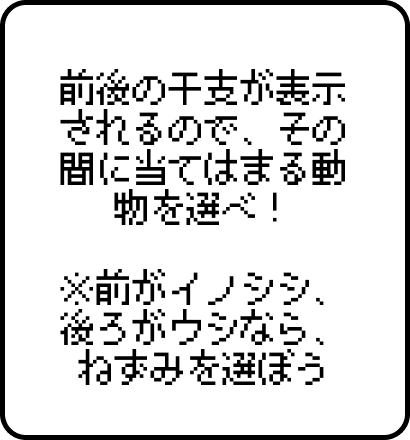 前後の干支が表示
されるので、その
間に当てはまる動
物を選べ！
※前がイノシシ、
後ろがウシなら、
ねずみを選ぼう